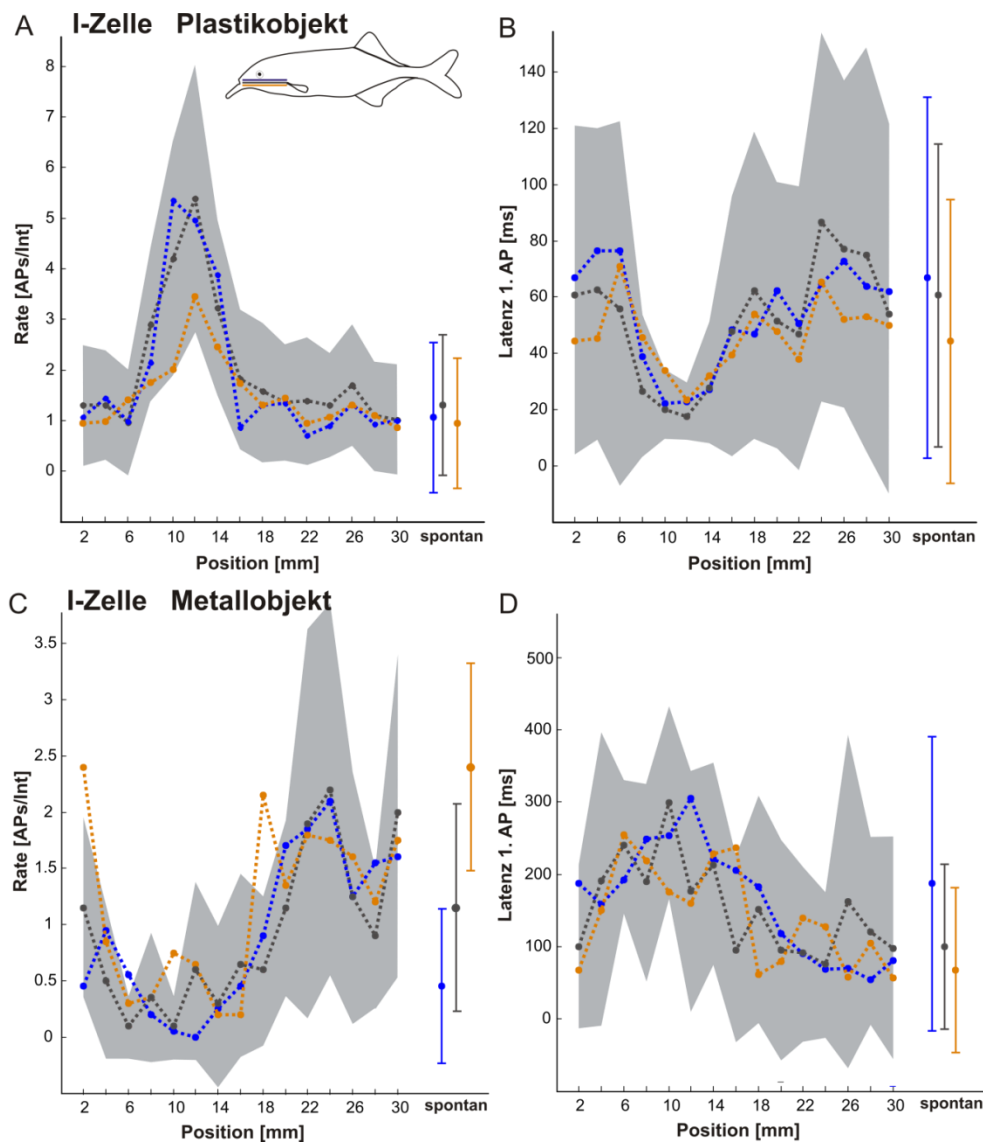 A I-Zelle Plastikobjekt
8
7
6
5
4
3
2
1
0
Rate [APs/Int]
2 6 10 14 18 22 26 30 spontan
Position [mm]
B
140
120
100
80
60
40
20
0
Latenz 1. AP [ms]
2 6 10 14 18 22 26 30 spontan
Position [mm]
C I-Zelle Metallobjekt
3.5
3
2.5
2
1.5
1
0.5
0
Rate [APs/Int]
2 6 10 14 18 22 26 30 spontan
Position [mm]
D
500
400
300
200
100
0
Latenz 1. AP [ms]
2 6 10 14 18 22 26 30 spontan
Position [mm]